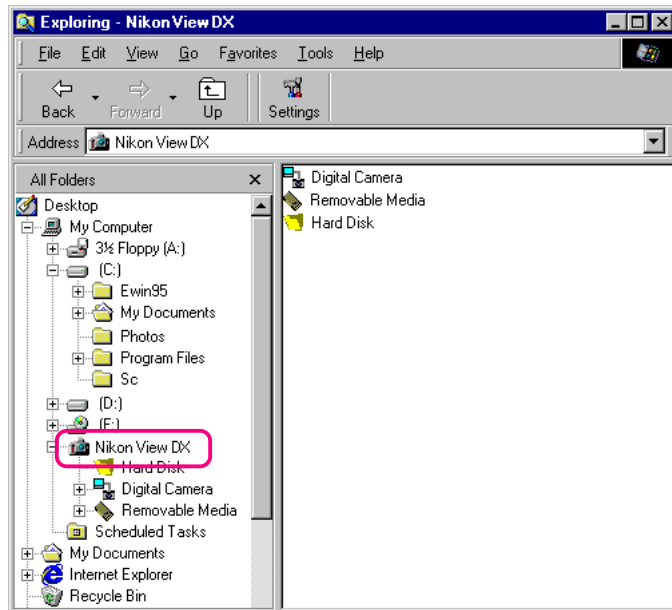 Exploring - Nikon View DX
File Edit View Go Favorites Tools Help
Back Forward Up Settings
Address Nikon View DX
All Folders
Desktop
My Computer
3½ Floppy (A:)
(C:)
Ewin95
My Documents
Photos
Program Files
Sc
(D:)
(E:)
Nikon View DX
Hard Disk
Digital Camera
Removable Media
Scheduled Tasks
My Documents
Internet Explorer
Recycle Bin
Digital Camera
Removable Media
Hard Disk